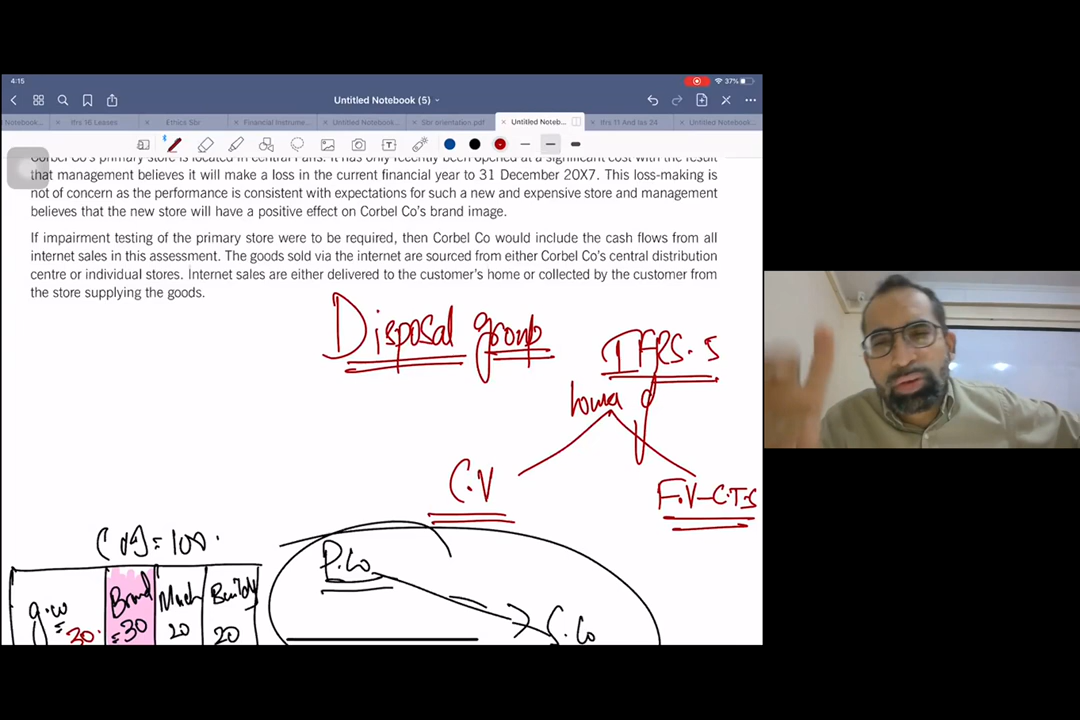 4:15
37%
Untitled Notebook (5)
Notebook...
Ifrs 16 Leases
Ethics Sbr
Financial Instrume...
Untitled Notebook...
Sbr orientation.pdf
Untitled Noteb...
Ifrs 11 And Ias 24
Untitled Notebook...
Corbel Co's primary store is located in central Paris. It has only recently been opened at a significant cost with the result
that management believes it will make a loss in the current financial year to 31 December 20X7. This loss-making is
not of concern as the performance is consistent with expectations for such a new and expensive store and management
believes that the new store will have a positive effect on Corbel Co's brand image.
If impairment testing of the primary store were to be required, then Corbel Co would include the cash flows from all
internet sales in this assessment. The goods sold via the internet are sourced from either Corbel Co's central distribution
centre or individual stores. Internet sales are either delivered to the customer's home or collected by the customer from
the store supplying the goods.
Disposal group
IFRS.5
lower of
C.V
F.V-C.T.S
= 100.
P.Co
S.Co
g.w = 30.
Brand = 30
Mach 20
Building 20